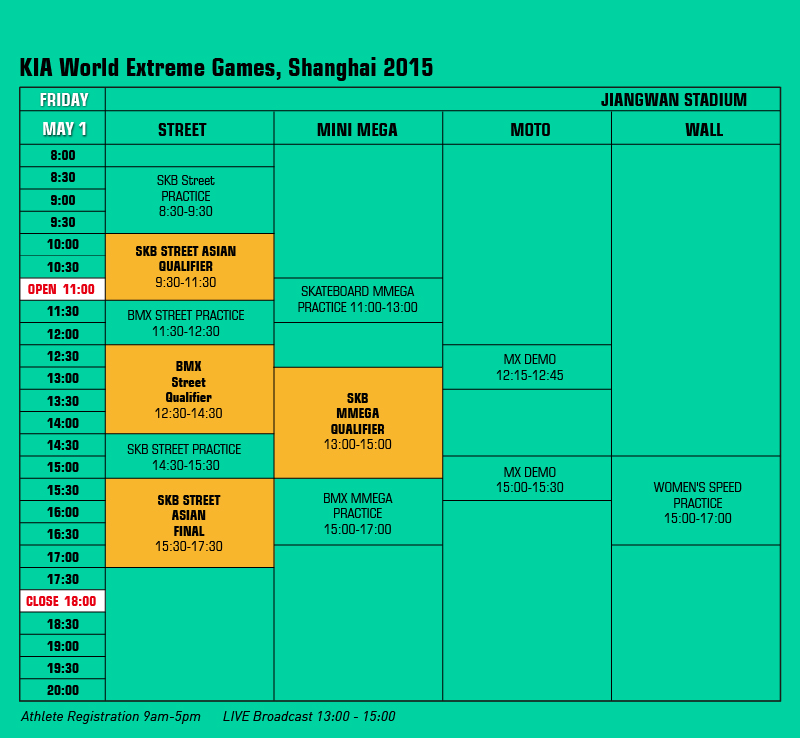 KIA World Extreme Games, Shanghai 2015
FRIDAY
JIANGWAN STADIUM
MAY 1
STREET
MINI MEGA
MOTO
WALL
8:00
8:30
9:00
9:30
10:00
10:30
OPEN 11:00
11:30
12:00
12:30
13:00
13:30
14:00
14:30
15:00
15:30
16:00
16:30
17:00
17:30
CLOSE 18:00
18:30
19:00
19:30
20:00
SKB Street
PRACTICE
8:30-9:30
SKB STREET ASIAN
QUALIFIER
9:30-11:30
BMX STREET PRACTICE
11:30-12:30
BMX
Street
Qualifier
12:30-14:30
SKB STREET PRACTICE
14:30-15:30
SKB STREET
ASIAN
FINAL
15:30-17:30
SKATEBOARD MMEGA
PRACTICE 11:00-13:00
SKB
MMEGA
QUALIFIER
13:00-15:00
BMX MMEGA
PRACTICE
15:00-17:00
MX DEMO
12:15-12:45
MX DEMO
15:00-15:30
WOMEN'S SPEED
PRACTICE
15:00-17:00
Athlete Registration 9am-5pm LIVE Broadcast 13:00 - 15:00